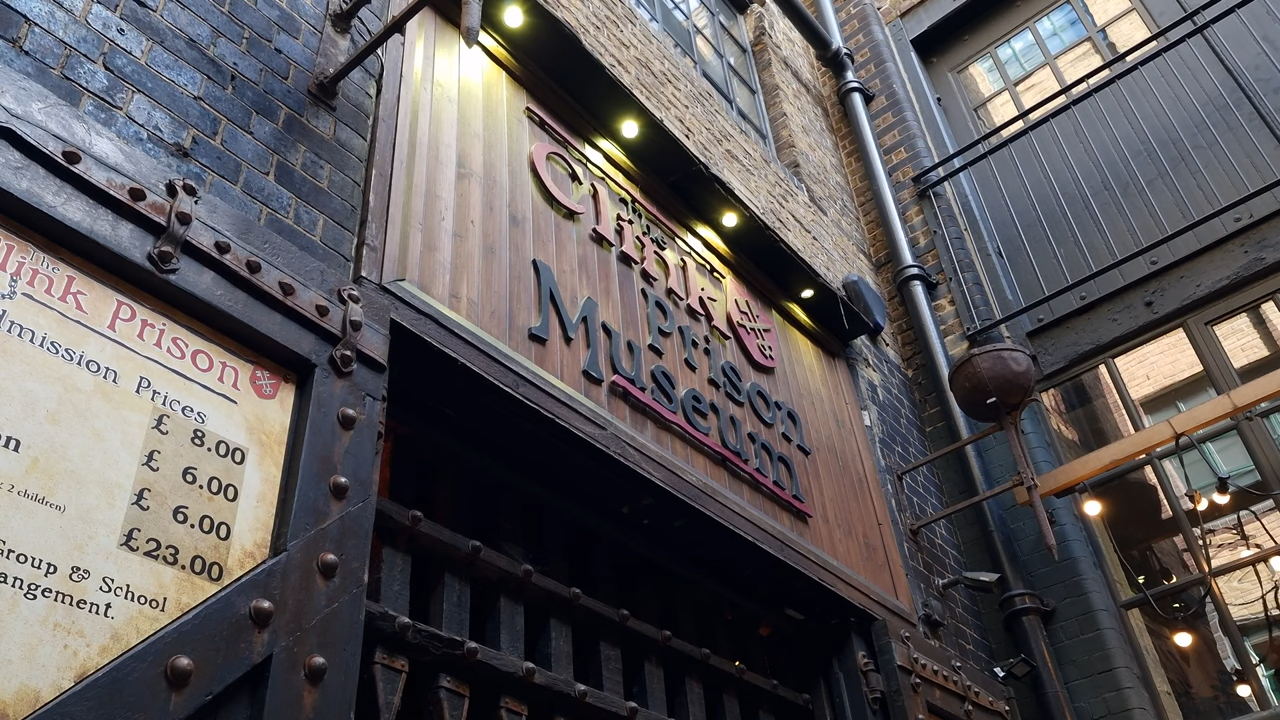 The
Clink
Prison
Museum
The
link Prison
dmission Prices
£ 8.00
£ 6.00
on
£ 6.00
& 2 children)
£23.00
Group & School
angement.